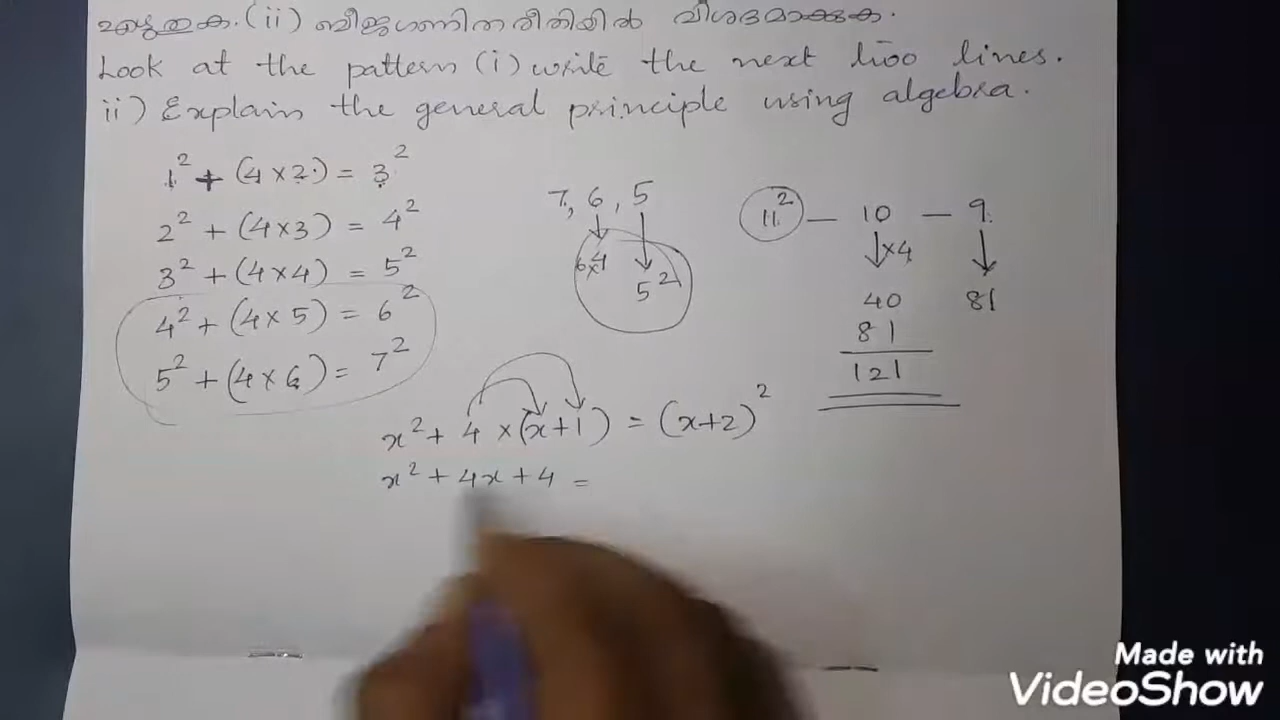 എഴുതുക. (ii) ബീജഗണിതരീതിയിൽ വിശദമാക്കുക.
Look at the pattern (i) write the next two lines.
ii) Explain the general principle using algebra.
1² + (4 × 2) = 3²
2² + (4×3) = 4²
3² + (4×4) = 5²
4² + (4× 5) = 6²
5² + (4× 6) = 7²
7, 6, 5
6×4
5²
11² — 10 — 9
×4
40 81
81
121
x² + 4 ×(x+1) = (x+2)²
x² + 4x + 4 =
Made with
VideoShow